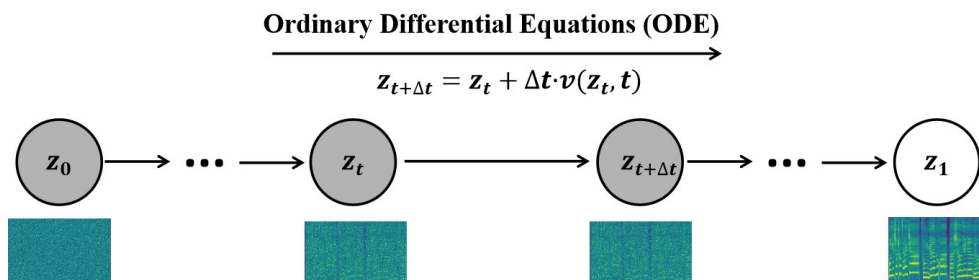 Ordinary Differential Equations (ODE)
z_{t+Δt} = z_t + Δt·v(z_t, t)
z_0 ... z_t z_{t+Δt} ... z_1